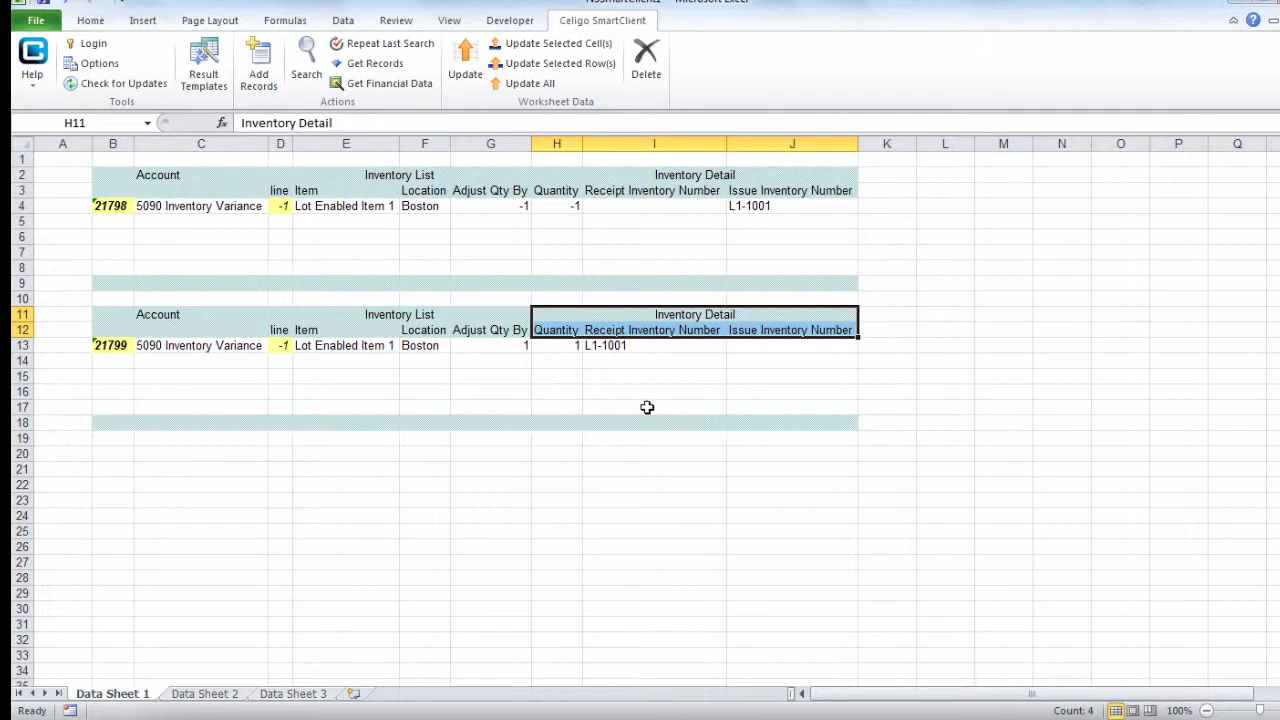 File Home Insert Page Layout Formulas Data Review View Developer Celigo SmartClient
Login Repeat Last Search Update Selected Cell(s)
Options Get Records Update Selected Row(s)
Help Check for Updates Result Templates Add Records Search Get Financial Data Update Update All Delete
Tools Actions Worksheet Data
H11 fx Inventory Detail
A B C D E F G H I J K L M N O P Q
1
2 Account Inventory List Inventory Detail
3 line Item Location Adjust Qty By Quantity Receipt Inventory Number Issue Inventory Number
4 21798 5090 Inventory Variance -1 Lot Enabled Item 1 Boston -1 -1 L1-1001
5
6
7
8
9
10
11 Account Inventory List Inventory Detail
12 line Item Location Adjust Qty By Quantity Receipt Inventory Number Issue Inventory Number
13 21799 5090 Inventory Variance -1 Lot Enabled Item 1 Boston 1 1 L1-1001
14
15
16
17
18
19
20
21
22
23
24
25
26
27
28
29
30
31
32
33
34
Data Sheet 1 Data Sheet 2 Data Sheet 3
Ready Count: 4 100%